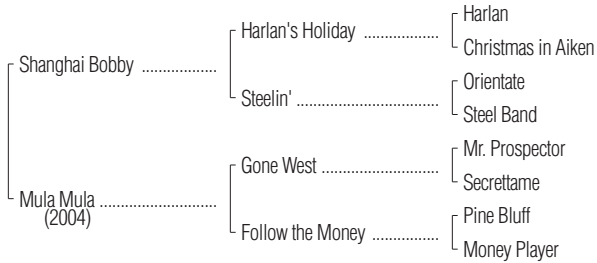 Harlan
Harlan's Holiday ..................
Christmas in Aiken
Shanghai Bobby .................
Orientate
Steelin' ................................
Steel Band
Mr. Prospector
Gone West ..........................
Secrettame
Mula Mula ..........................
(2004)
Pine Bluff
Follow the Money ...............
Money Player